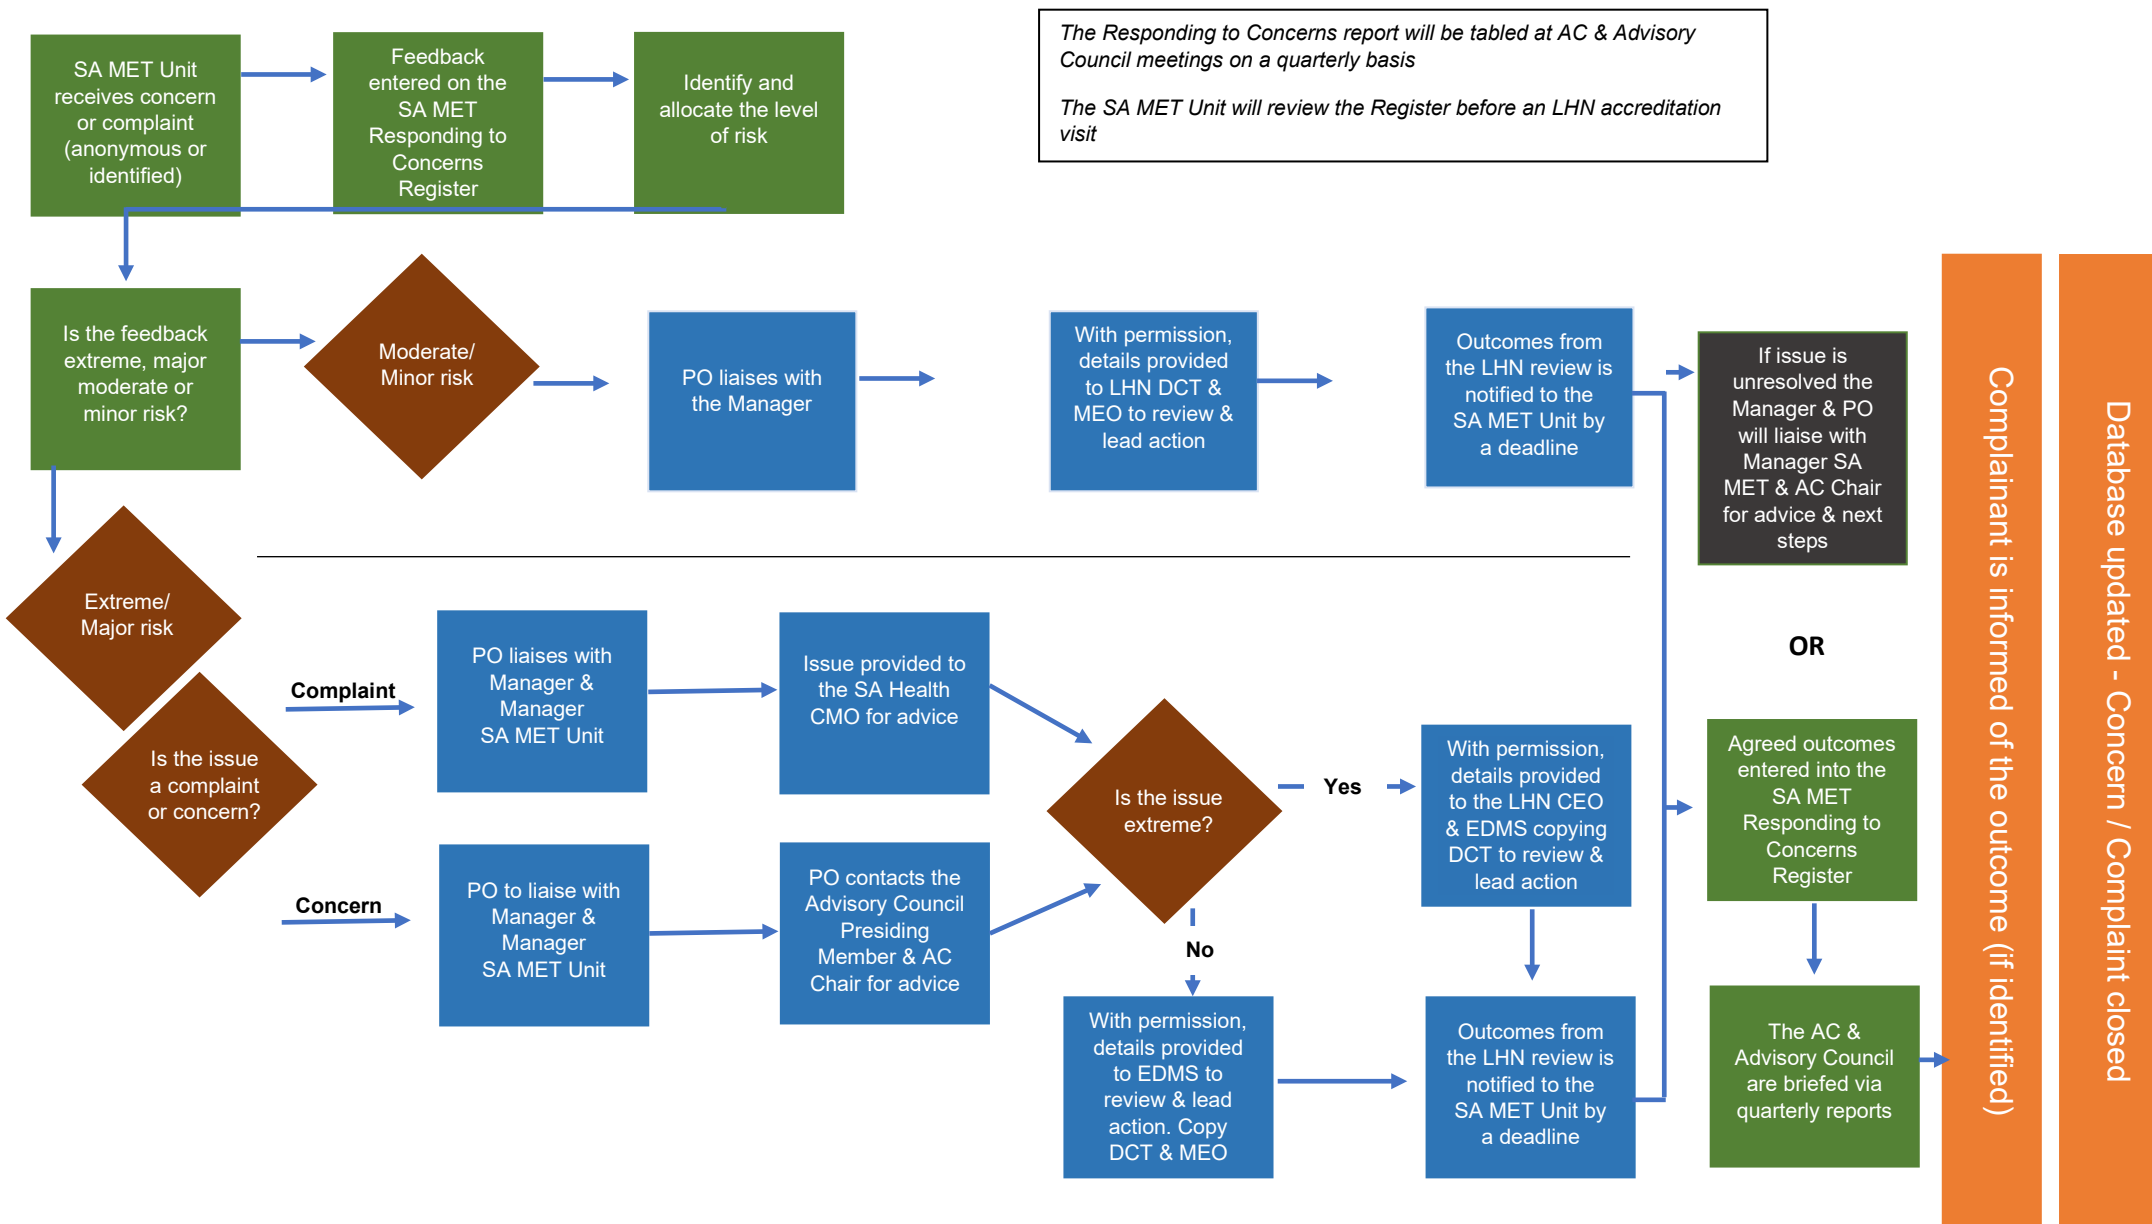 SA MET Unit
receives concern
or complaint
(anonymous or
identified)
Feedback
entered on the
SA MET
Responding to
Concerns
Register
Identify and
allocate the level
of risk
The Responding to Concerns report will be tabled at AC & Advisory
Council meetings on a quarterly basis
The SA MET Unit will review the Register before an LHN accreditation
visit
Is the feedback
extreme, major
moderate or
minor risk?
Moderate/
Minor risk
PO liaises with
the Manager
With permission,
details provided
to LHN DCT &
MEO to review &
lead action
Outcomes from
the LHN review is
notified to the
SA MET Unit by
a deadline
If issue is
unresolved the
Manager & PO
will liaise with
Manager SA
MET & AC Chair
for advice & next
steps
OR
Extreme/
Major risk
Is the issue
a complaint
or concern?
Complaint
PO liaises with
Manager &
Manager
SA MET Unit
Issue provided to
the SA Health
CMO for advice
Concern
PO to liaise with
Manager &
Manager
SA MET Unit
PO contacts the
Advisory Council
Presiding
Member & AC
Chair for advice
Is the issue
extreme?
Yes
With permission,
details provided
to the LHN CEO
& EDMS copying
DCT to review &
lead action
No
With permission,
details provided
to EDMS to
review & lead
action. Copy
DCT & MEO
Outcomes from
the LHN review is
notified to the
SA MET Unit by
a deadline
Agreed outcomes
entered into the
SA MET
Responding to
Concerns
Register
The AC &
Advisory Council
are briefed via
quarterly reports
Complainant is informed of the outcome (if identified)
Database updated - Concern / Complaint closed